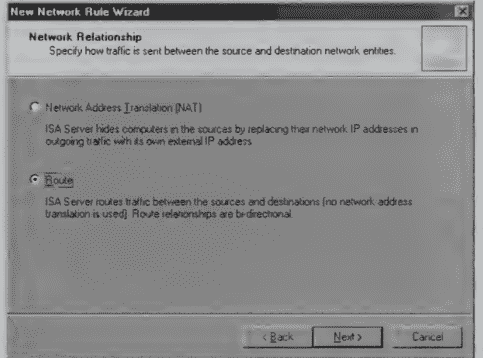 New Network Rule Wizard
Network Relationship
Specify how traffic is sent between the source and destination network entities.
Network Address Translation (NAT)
ISA Server hides computers in the sources by replacing their network IP addresses in
outgoing traffic with its own external IP address
Route
ISA Server routes traffic between the sources and destinations (no network address
translation is used). Route relationships are bi-directional
< Back
Next >
Cancel